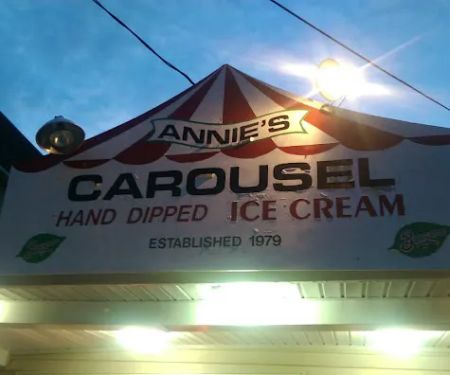 ANNIE'S
CAROUSEL
HAND DIPPED ICE CREAM
ESTABLISHED 1979